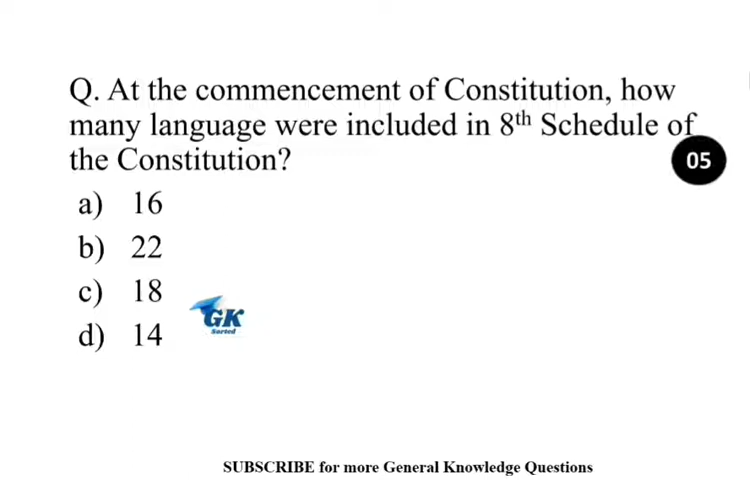 Q. At the commencement of Constitution, how
many language were included in 8th Schedule of
the Constitution?
05
a) 16
b) 22
c) 18
d) 14
GK
Sorted
SUBSCRIBE for more General Knowledge Questions